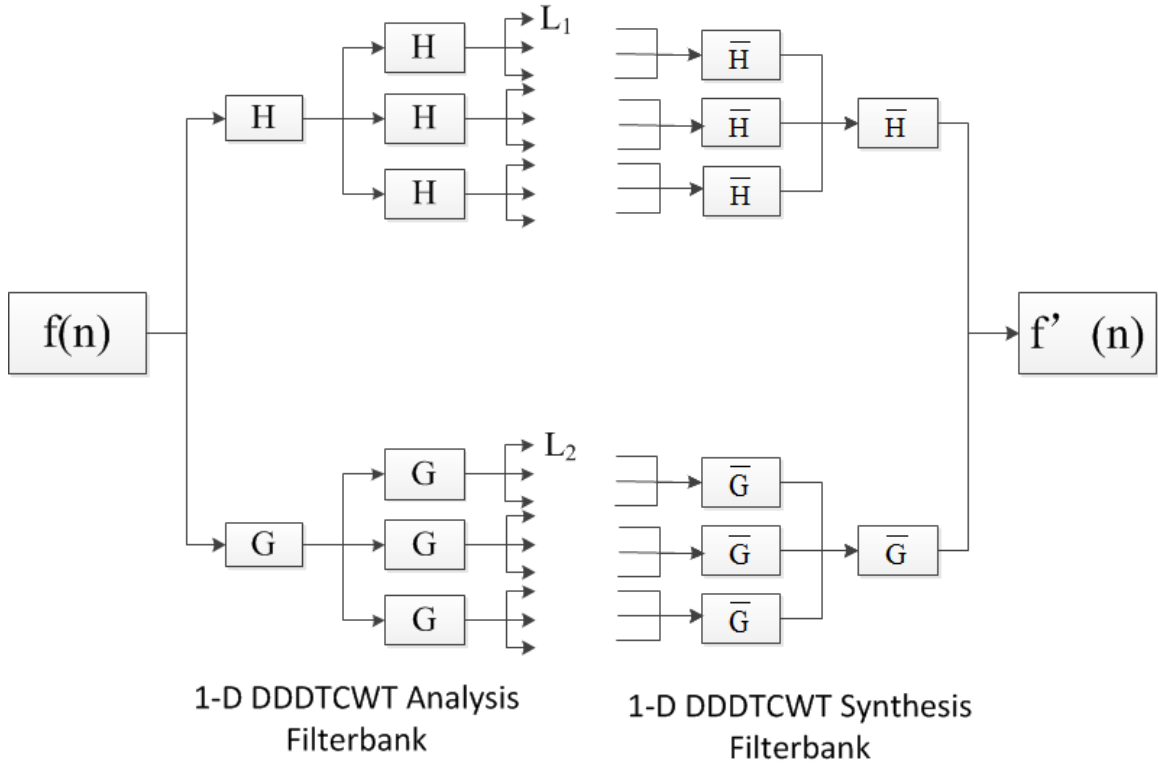 H
L₁
H
H
H
f(n)
G
L₂
G
G
G
H̅
H̅
H̅
H̅
f’ (n)
G̅
G̅
G̅
G̅
1-D DDDTCWT Analysis
Filterbank
1-D DDDTCWT Synthesis
Filterbank